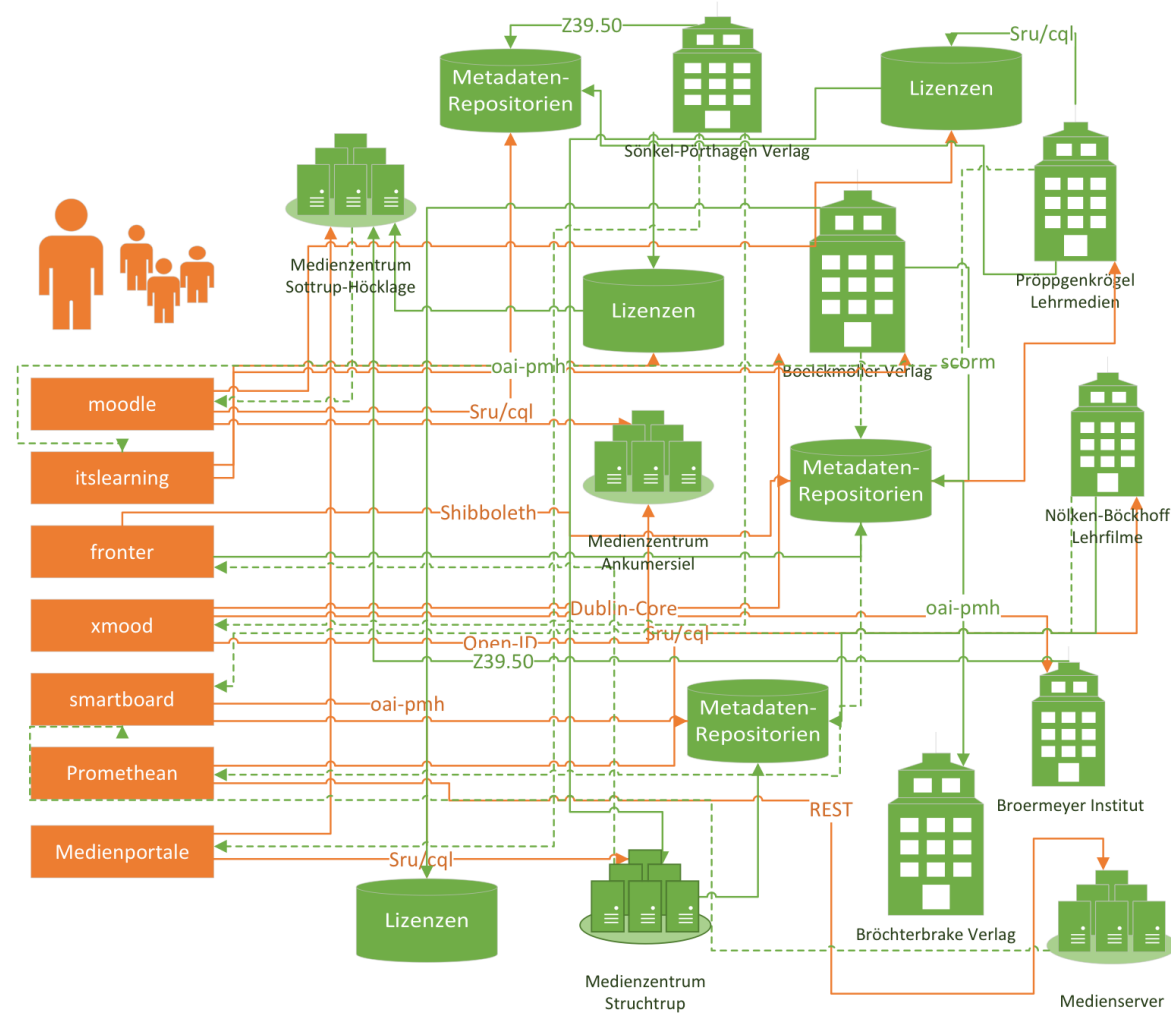 Z39.50
Sru/cql
Metadaten-
Repositorien
Lizenzen
Sönkel-Porthagen Verlag
Medienzentrum
Sottrup-Höcklage
Pröppgenkrögel
Lehrmedien
Lizenzen
oai-pmh
Böelckmöller Verlag
scorm
moodle
Sru/cql
itslearning
Metadaten-
Repositorien
Shibboleth
Nölken-Böckhoff
Lehrfilme
Medienzentrum
Ankumersiel
fronter
Dublin-Core
oai-pmh
xmood
Open-ID
Sru/cql
Z39.50
smartboard
oai-pmh
Metadaten-
Repositorien
Promethean
REST
Broermeyer Institut
Medienportale
Sru/cql
Lizenzen
Bröchterbrake Verlag
Medienzentrum
Struchtrup
Medienserver